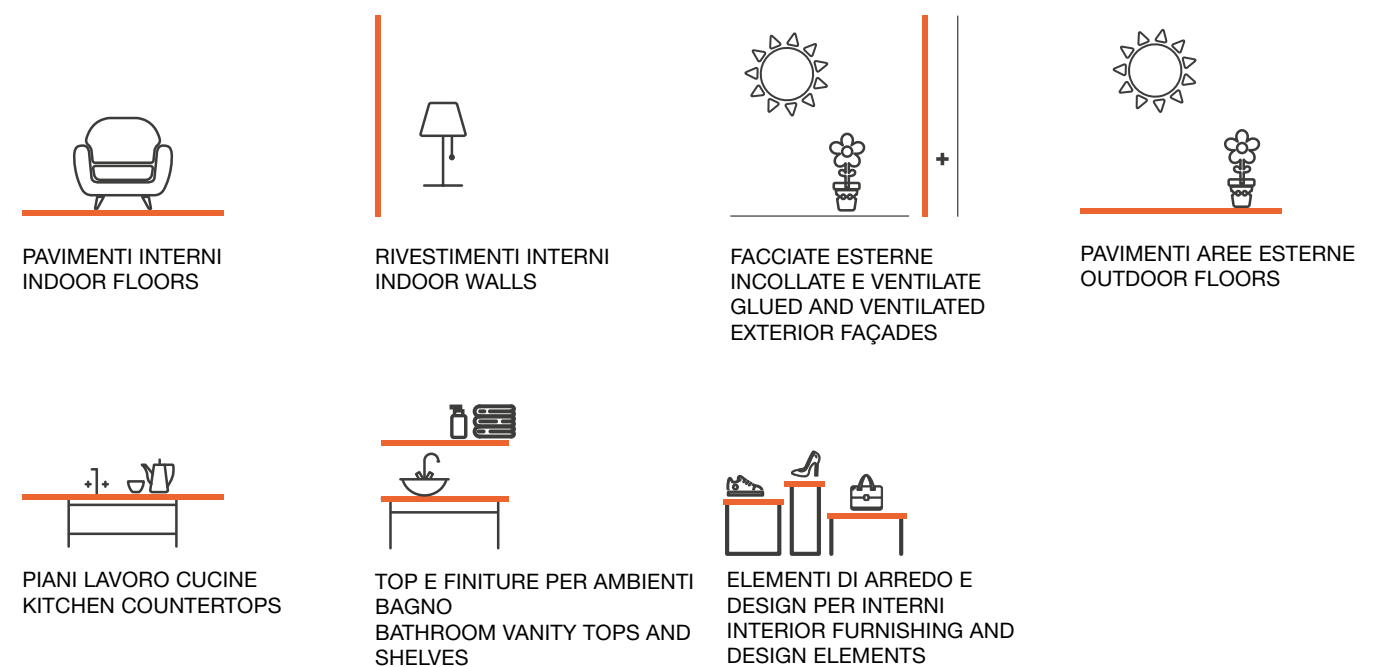 PAVIMENTI INTERNI
INDOOR FLOORS
RIVESTIMENTI INTERNI
INDOOR WALLS
FACCIATE ESTERNE
INCOLLATE E VENTILATE
GLUED AND VENTILATED
EXTERIOR FAÇADES
PAVIMENTI AREE ESTERNE
OUTDOOR FLOORS
PIANI LAVORO CUCINE
KITCHEN COUNTERTOPS
TOP E FINITURE PER AMBIENTI
BAGNO
BATHROOM VANITY TOPS AND
SHELVES
ELEMENTI DI ARREDO E
DESIGN PER INTERNI
INTERIOR FURNISHING AND
DESIGN ELEMENTS